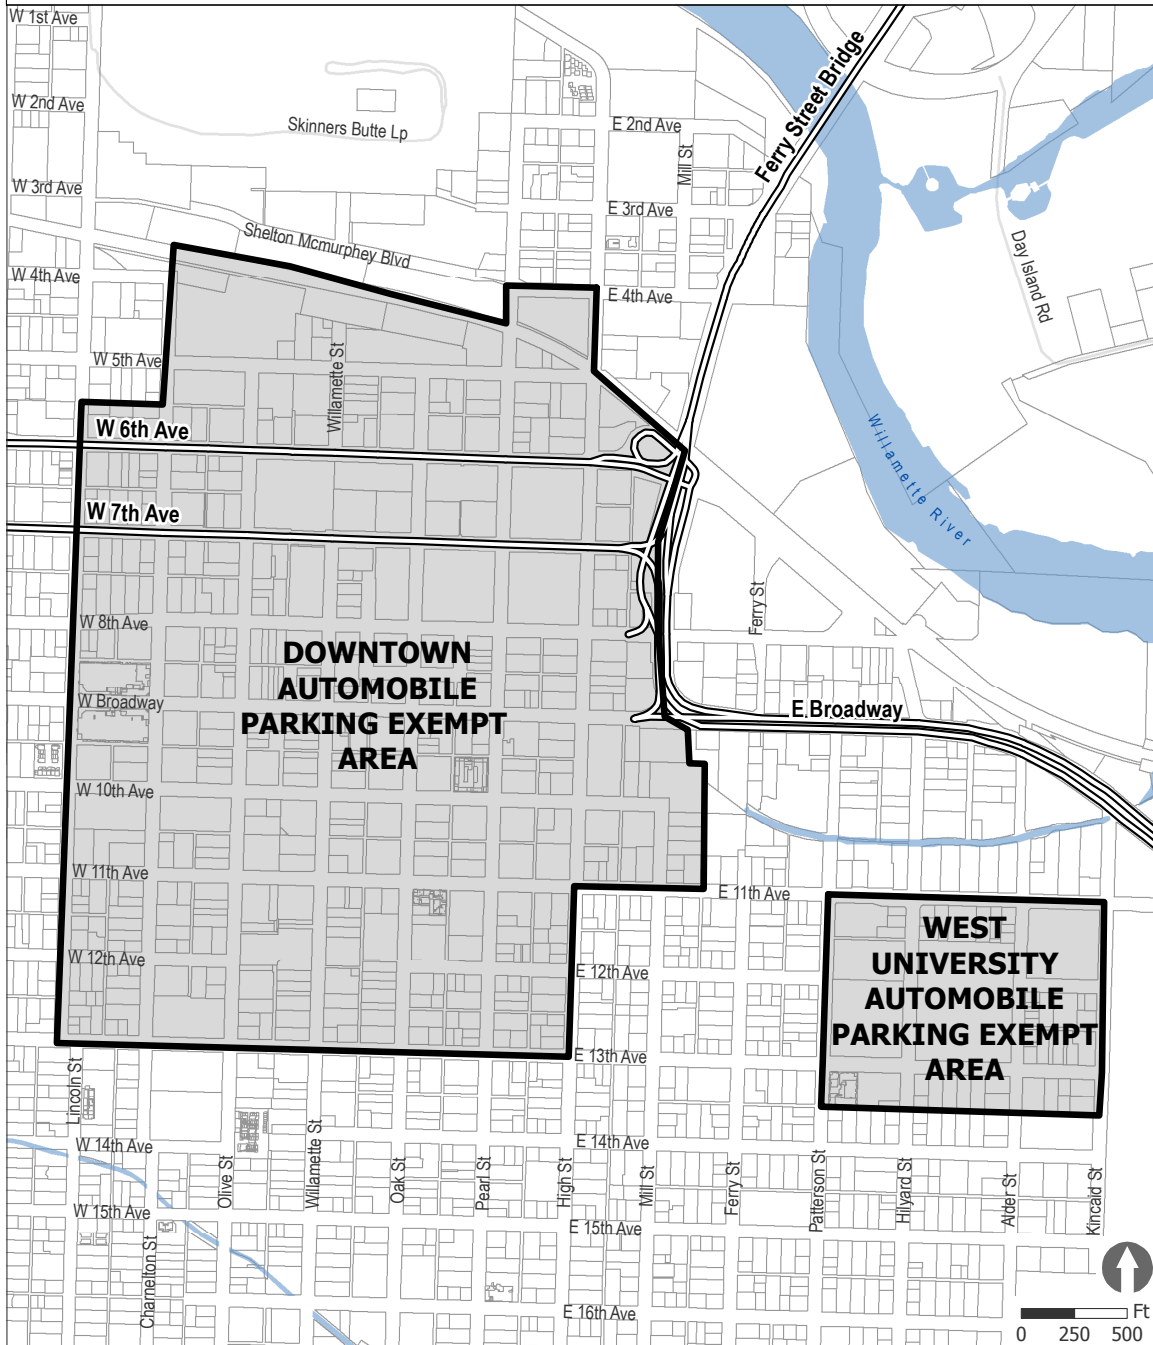 W 1st Ave
W 2nd Ave
Skinners Butte Lp
E 2nd Ave
Mill St
Ferry Street Bridge
W 3rd Ave
E 3rd Ave
Shelton Mcmurphey Blvd
Day Island Rd
W 4th Ave
E 4th Ave
W 5th Ave
Willamette St
W 6th Ave
Willamette River
W 7th Ave
Ferry St
W 8th Ave
DOWNTOWN
AUTOMOBILE
PARKING EXEMPT
AREA
W Broadway
E Broadway
W 10th Ave
W 11th Ave
E 11th Ave
WEST
UNIVERSITY
AUTOMOBILE
PARKING EXEMPT
AREA
W 12th Ave
E 12th Ave
E 13th Ave
Lincoln St
W 14th Ave
E 14th Ave
Olive St
Willamette St
Oak St
Pearl St
High St
Mill St
Ferry St
Patterson St
Hilyard St
Alder St
Kincaid St
W 15th Ave
E 15th Ave
Charnelton St
E 16th Ave
Ft
0 250 500